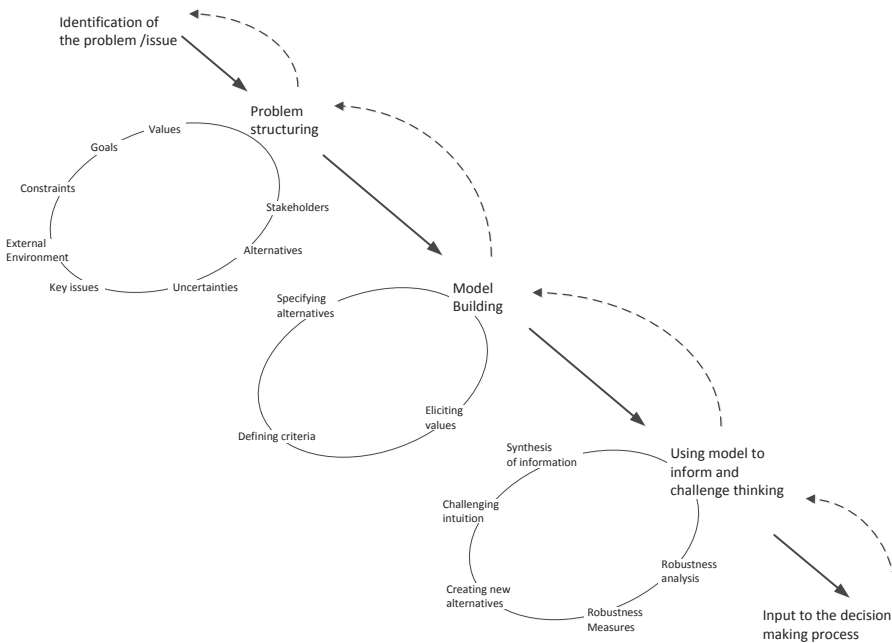 Identification of
the problem /issue
Problem
structuring
Values
Goals
Constraints
External
Environment
Key issues
Uncertainties
Alternatives
Stakeholders
Model
Building
Specifying
alternatives
Defining criteria
Eliciting
values
Using model to
inform and
challenge thinking
Synthesis
of information
Challenging
intuition
Creating new
alternatives
Robustness
Measures
Robustness
analysis
Input to the decision
making process